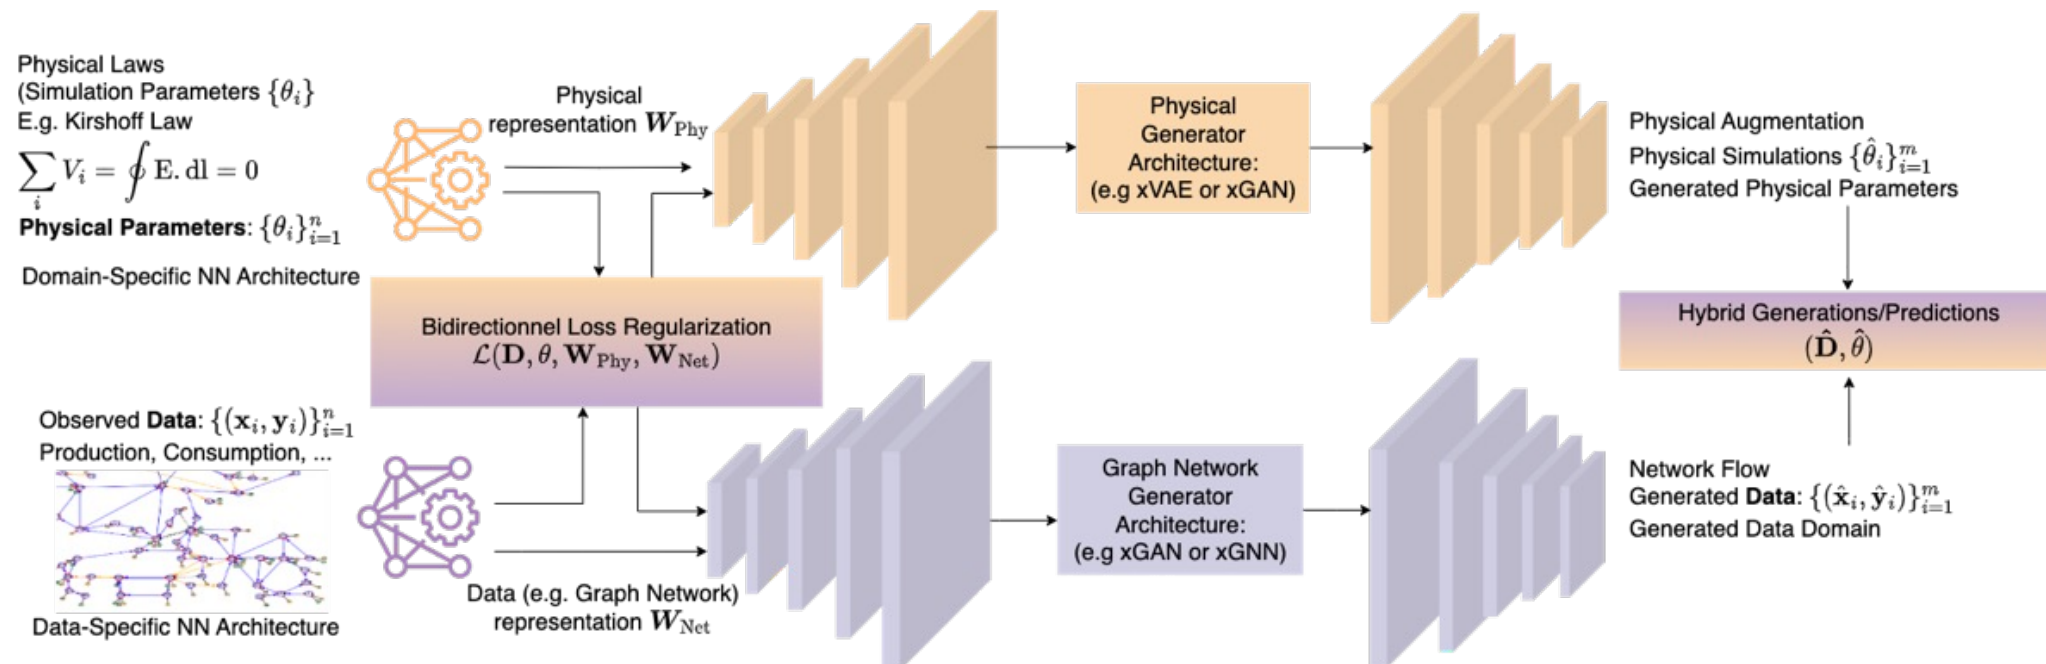 Physical Laws
(Simulation Parameters {θ_i}
E.g. Kirshoff Law
∑_i V_i = ∮ E. dl = 0
Physical Parameters: {θ_i}_{i=1}^n
Domain-Specific NN Architecture
Physical
representation W_Phy
Physical
Generator
Architecture:
(e.g xVAE or xGAN)
Physical Augmentation
Physical Simulations {θ̂_i}_{i=1}^m
Generated Physical Parameters
Bidirectionnel Loss Regularization
ℒ(D, θ, W_Phy, W_Net)
Hybrid Generations/Predictions
(D̂, θ̂)
Observed Data: {(x_i, y_i)}_{i=1}^n
Production, Consumption, ...
Data-Specific NN Architecture
Data (e.g. Graph Network)
representation W_Net
Graph Network
Generator
Architecture:
(e.g xGAN or xGNN)
Network Flow
Generated Data: {(x̂_i, ŷ_i)}_{i=1}^m
Generated Data Domain